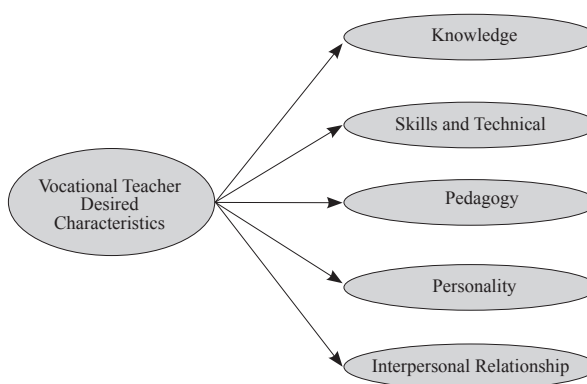 Knowledge
Skills and Technical
Vocational Teacher
Desired
Characteristics
Pedagogy
Personality
Interpersonal Relationship